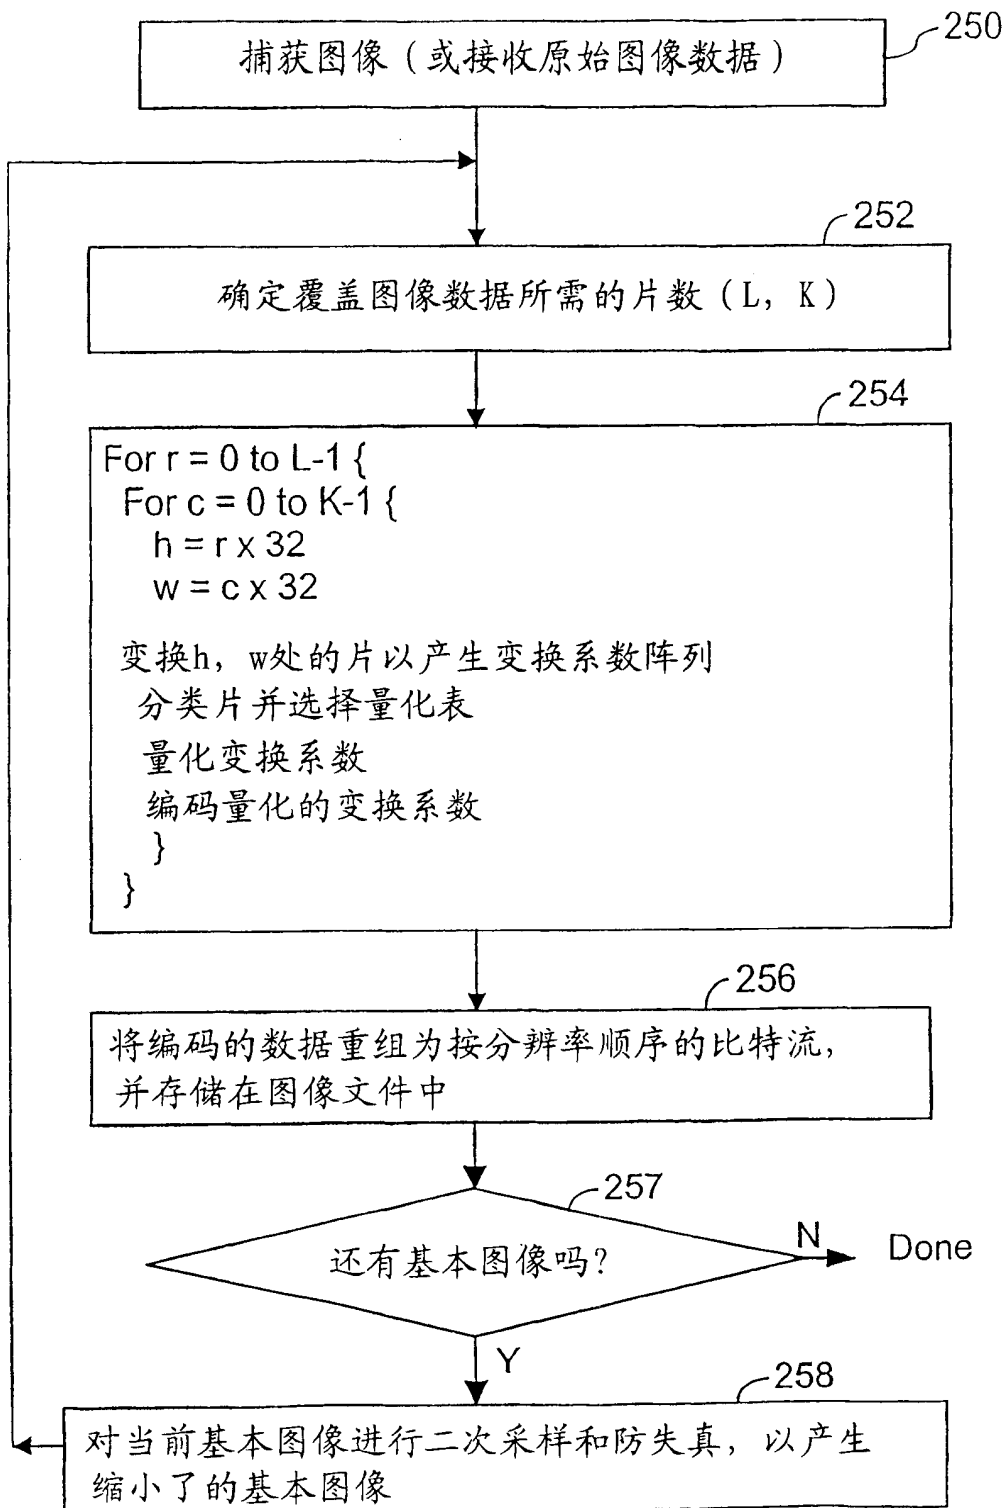 捕获图像（或接收原始图像数据）
250
252
确定覆盖图像数据所需的片数（L，K）
254
For r = 0 to L-1 {
For c = 0 to K-1 {
h = r x 32
w = c x 32
变换h，w处的片以产生变换系数阵列
分类片并选择量化表
量化变换系数
编码量化的变换系数
}
}
256
将编码的数据重组为按分辨率顺序的比特流，
并存储在图像文件中
257
还有基本图像吗？
N
Done
Y
258
对当前基本图像进行二次采样和防失真，以产生
缩小了的基本图像